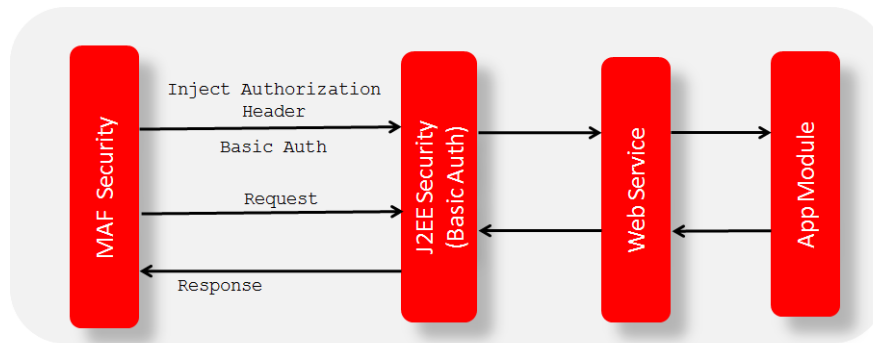 MAF Security
Inject Authorization
Header
Basic Auth
Request
Response
J2EE Security
(Basic Auth)
Web Service
App Module